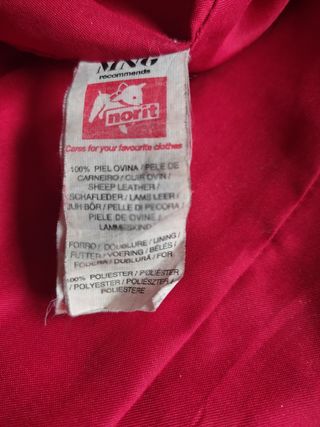 MNG
recommends
norit
Cares for your favourite clothes
100% PIEL OVINA / PELE DE
CARNEIRO / CUIR OVIN /
SHEEP LEATHER /
SCHAFLEDER / LAMS LEER /
JUH BÖR / PELLE DI PECORA /
PIELE DE OVINE /
LAMMESKIND
FORRO / DOUBLURE / LINING /
FUTTER / VOERING / BÉLÉS /
FODERA / DUBLURĂ / FOR
100% POLIESTER / POLYESTER
/ POLYESTER / POLIÉSZTER /
POLIESTERE